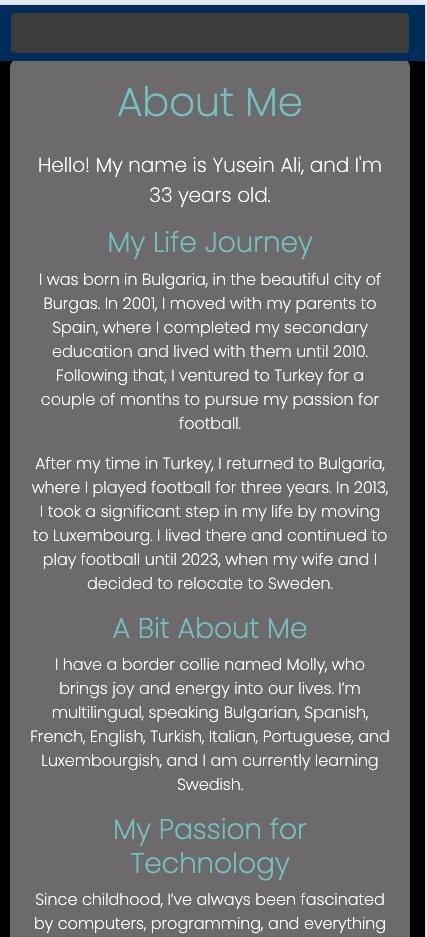 About Me
Hello! My name is Yusein Ali, and I'm
33 years old.
My Life Journey
I was born in Bulgaria, in the beautiful city of
Burgas. In 2001, I moved with my parents to
Spain, where I completed my secondary
education and lived with them until 2010.
Following that, I ventured to Turkey for a
couple of months to pursue my passion for
football.
After my time in Turkey, I returned to Bulgaria,
where I played football for three years. In 2013,
I took a significant step in my life by moving
to Luxembourg. I lived there and continued to
play football until 2023, when my wife and I
decided to relocate to Sweden.
A Bit About Me
I have a border collie named Molly, who
brings joy and energy into our lives. I’m
multilingual, speaking Bulgarian, Spanish,
French, English, Turkish, Italian, Portuguese, and
Luxembourgish, and I am currently learning
Swedish.
My Passion for
Technology
Since childhood, I’ve always been fascinated
by computers, programming, and everything